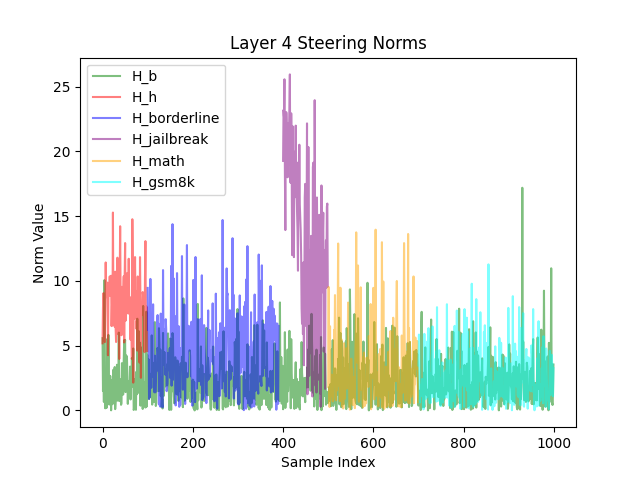 Layer 4 Steering Norms
H_b
H_h
H_borderline
H_jailbreak
H_math
H_gsm8k
25
20
15
10
5
0
Norm Value
0 200 400 600 800 1000
Sample Index